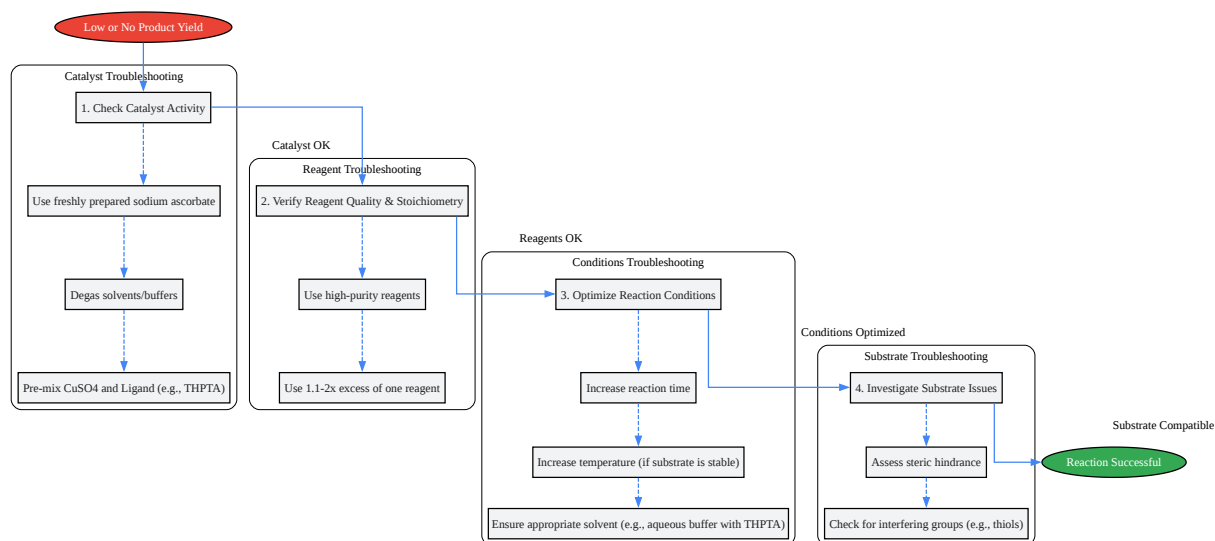 Low or No Product Yield
Catalyst Troubleshooting
1. Check Catalyst Activity
Use freshly prepared sodium ascorbate
Degas solvents/buffers
Pre-mix CuSO4 and Ligand (e.g., THPTA)
Catalyst OK
Reagent Troubleshooting
2. Verify Reagent Quality & Stoichiometry
Use high-purity reagents
Use 1.1-2x excess of one reagent
Reagents OK
Conditions Troubleshooting
3. Optimize Reaction Conditions
Increase reaction time
Increase temperature (if substrate is stable)
Ensure appropriate solvent (e.g., aqueous buffer with THPTA)
Conditions Optimized
Substrate Troubleshooting
4. Investigate Substrate Issues
Assess steric hindrance
Check for interfering groups (e.g., thiols)
Substrate Compatible
Reaction Successful